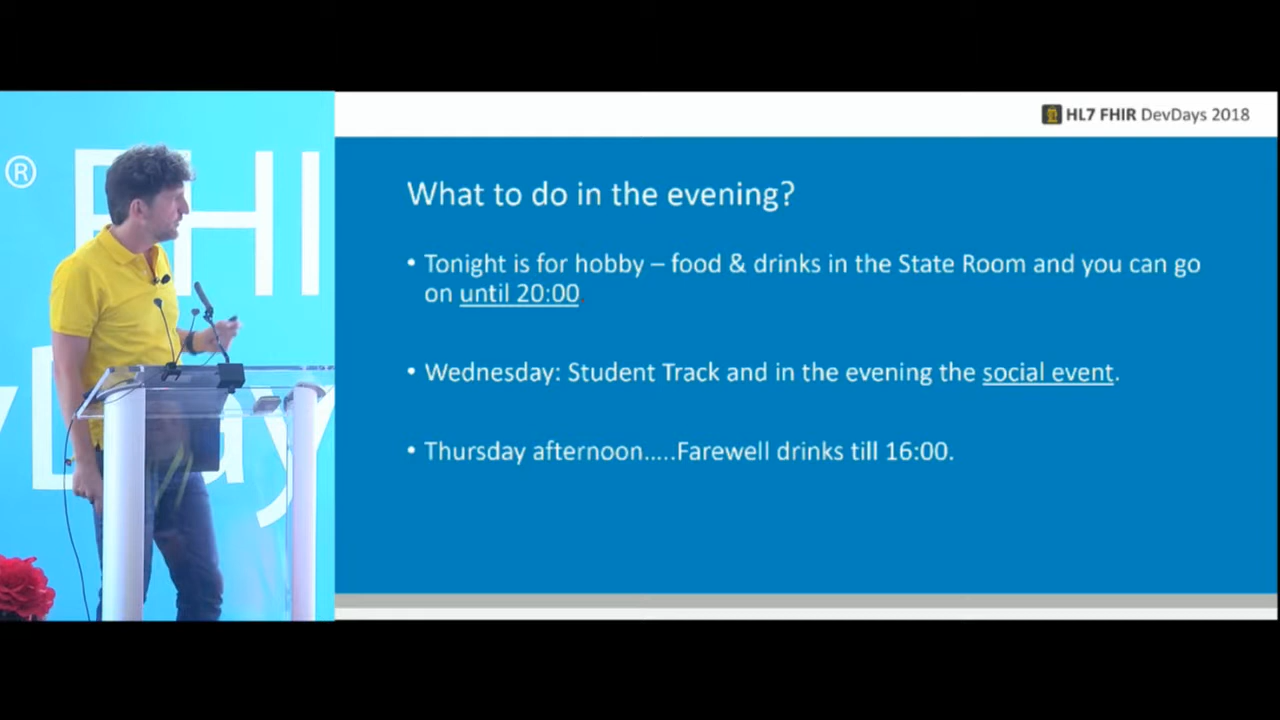 HL7 FHIR DevDays 2018
® FHI
yDay
What to do in the evening?
• Tonight is for hobby – food & drinks in the State Room and you can go
on until 20:00.
• Wednesday: Student Track and in the evening the social event.
• Thursday afternoon.....Farewell drinks till 16:00.